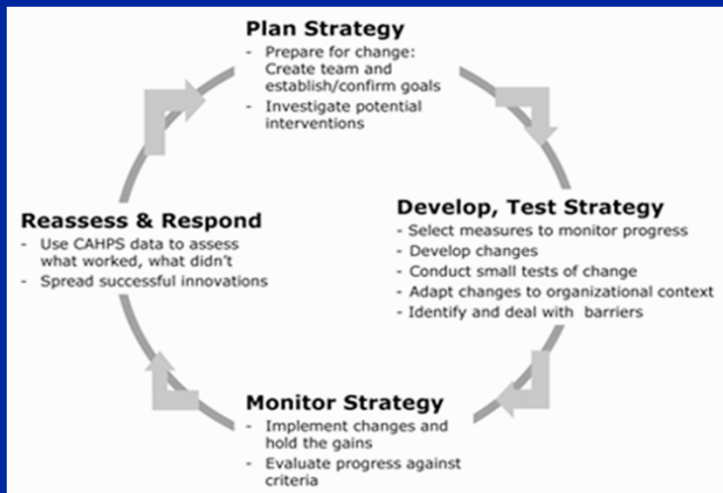 Plan Strategy
- Prepare for change:
Create team and
establish/confirm goals
- Investigate potential
interventions
Develop, Test Strategy
- Select measures to monitor progress
- Develop changes
- Conduct small tests of change
- Adapt changes to organizational context
- Identify and deal with barriers
Monitor Strategy
- Implement changes and
hold the gains
- Evaluate progress against
criteria
Reassess & Respond
- Use CAHPS data to assess
what worked, what didn't
- Spread successful innovations